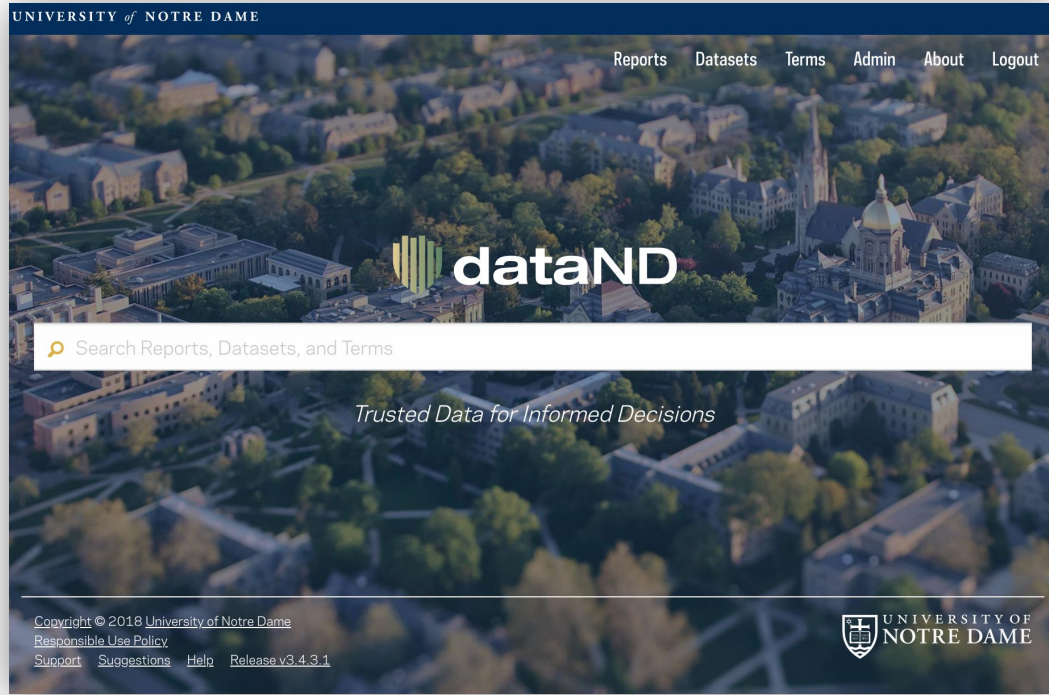 UNIVERSITY of NOTRE DAME
Reports Datasets Terms Admin About Logout
dataND
Search Reports, Datasets, and Terms
Trusted Data for Informed Decisions
Copyright © 2018 University of Notre Dame
Responsible Use Policy
Support Suggestions Help Release v3.4.3.1
UNIVERSITY OF
NOTRE DAME